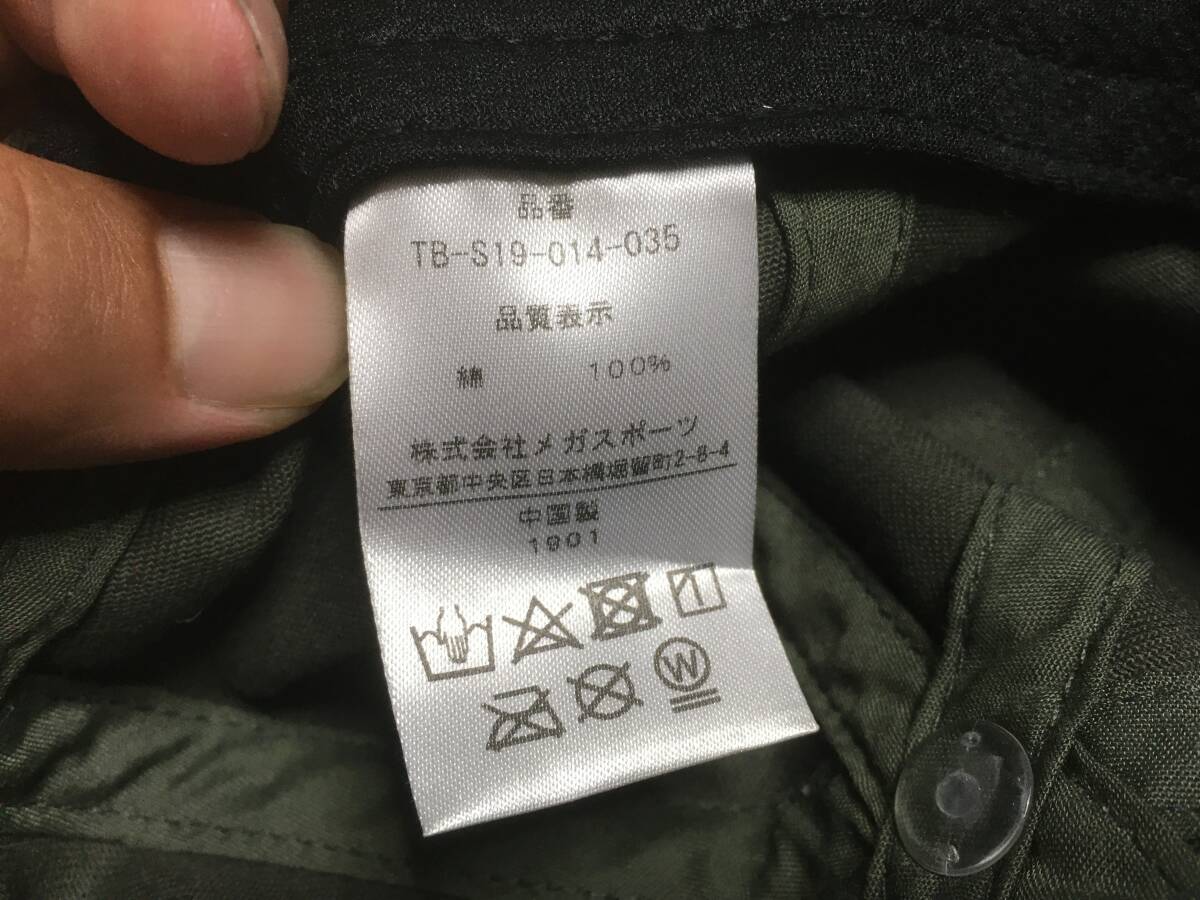 品番
TB-S19-014-035
品質表示
綿 100%
株式会社メガスポーツ
東京都中央区日本橋堀留町2-8-4
中国製
1901
W